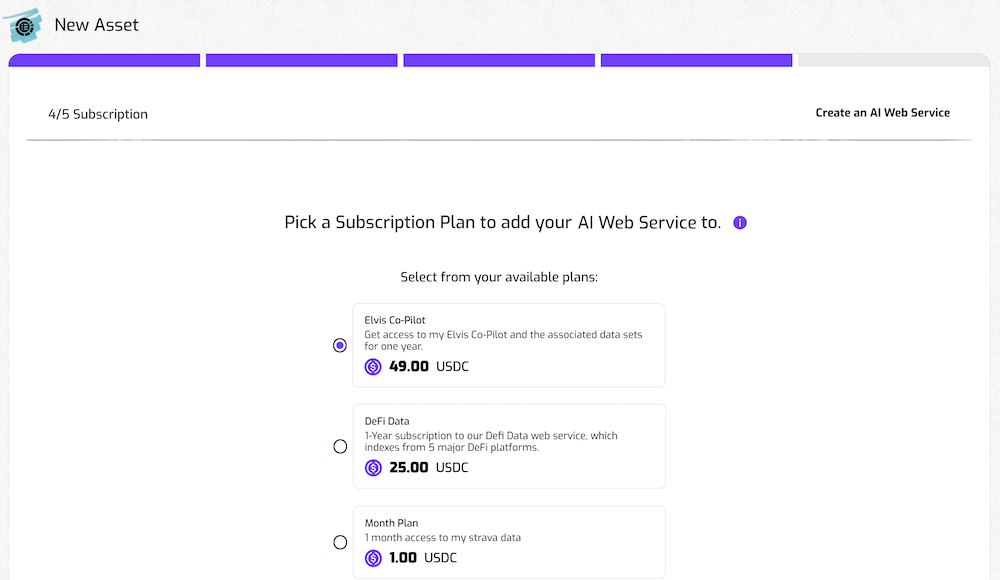 New Asset
4/5 Subscription
Create an AI Web Service
Pick a Subscription Plan to add your AI Web Service to.
Select from your available plans:
Elvis Co-Pilot
Get access to my Elvis Co-Pilot and the associated data sets
for one year.
49.00 USDC
DeFi Data
1-Year subscription to our Defi Data web service, which
indexes from 5 major DeFi platforms.
25.00 USDC
Month Plan
1 month access to my strava data
1.00 USDC